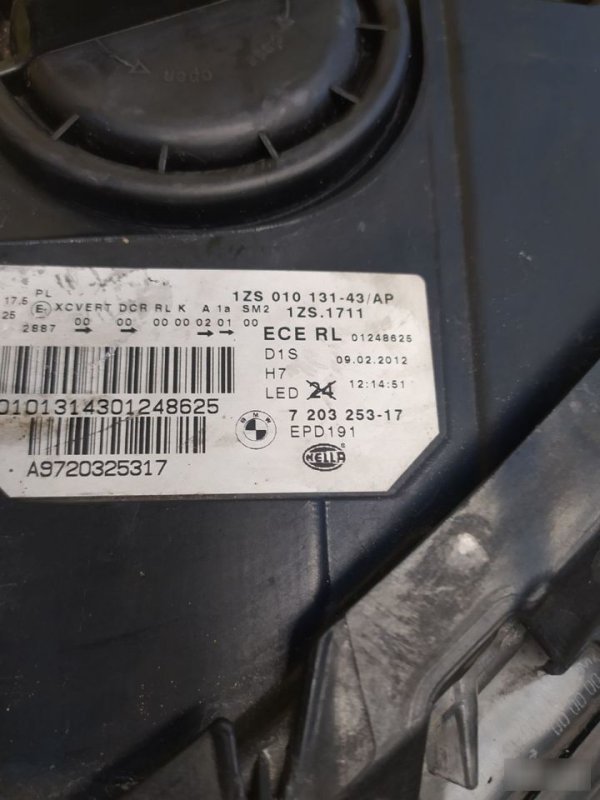 open
1ZS 010 131-43/AP
17.5 PL
25 E1 XCVERT DCR RL K A 1a SM2 1ZS.1711
2887 00 00 00 00 02 01 00
ECE RL 01248625
D1S 09.02.2012
H7
LED 24 12:14:51
0101314301248625
BMW 7 203 253-17
EPD191
A9720325317
HELLA